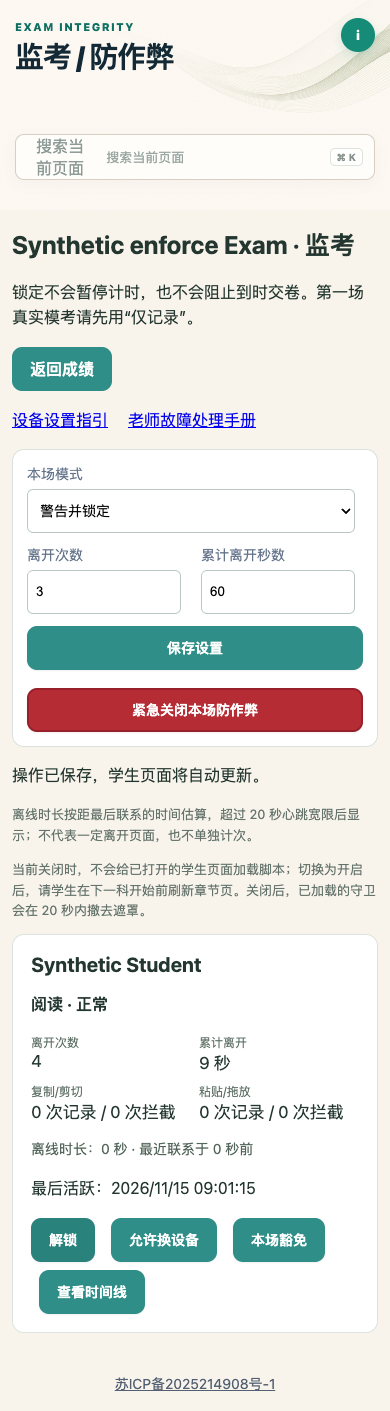 EXAM INTEGRITY
监考 / 防作弊
i
搜索当前页面
搜索当前页面
⌘ K
Synthetic enforce Exam · 监考
锁定不会暂停计时，也不会阻止到时交卷。第一场
真实模考请先用“仅记录”。
返回成绩
设备设置指引 老师故障处理手册
本场模式
警告并锁定
离开次数 累计离开秒数
3 60
保存设置
紧急关闭本场防作弊
操作已保存，学生页面将自动更新。
离线时长按距最后联系的时间估算，超过 20 秒心跳宽限后显
示；不代表一定离开页面，也不单独计次。
当前关闭时，不会给已打开的学生页面加载脚本；切换为开启
后，请学生在下一科开始前刷新章节页。关闭后，已加载的守卫
会在 20 秒内撤去遮罩。
Synthetic Student
阅读 · 正常
离开次数 累计离开
4 9 秒
复制/剪切 粘贴/拖放
0 次记录 / 0 次拦截 0 次记录 / 0 次拦截
离线时长：0 秒 · 最近联系于 0 秒前
最后活跃：2026/11/15 09:01:15
解锁 允许换设备 本场豁免
查看时间线
苏ICP备2025214908号-1